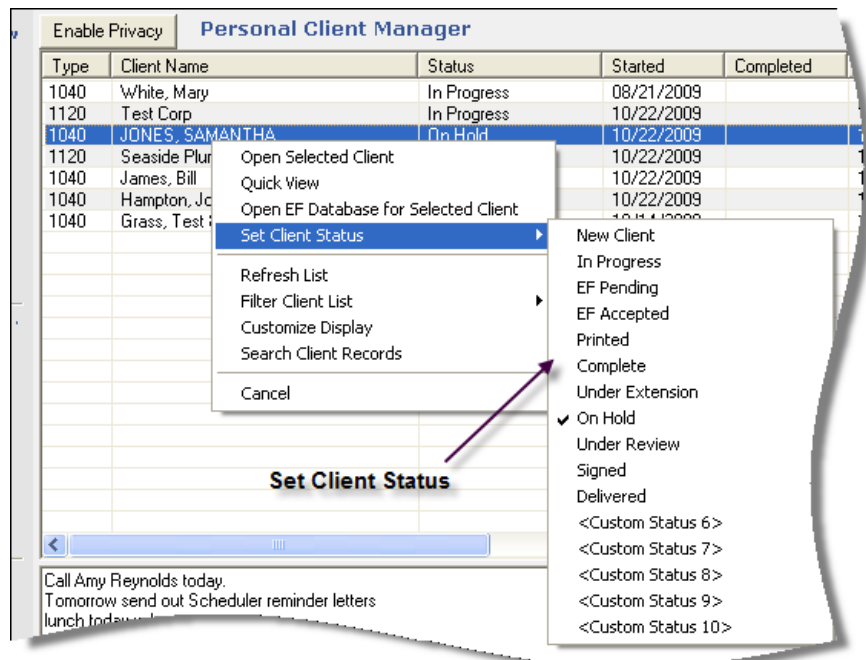 Enable Privacy Personal Client Manager
Type Client Name Status Started Completed
1040 White, Mary In Progress 08/21/2009
1120 Test Corp In Progress 10/22/2009
1040 JONES, SAMANTHA On Hold 10/22/2009
1120 Seaside 10/22/2009
1040 James, Bill 10/22/2009
1040 Hampton, 10/22/2009
1040 Grass, Test
Open Selected Client
Quick View
Open EF Database for Selected Client
Set Client Status
Refresh List
Filter Client List
Customize Display
Search Client Records
Cancel
New Client
In Progress
EF Pending
EF Accepted
Printed
Complete
Under Extension
On Hold
Under Review
Signed
Delivered
<Custom Status 6>
<Custom Status 7>
<Custom Status 8>
<Custom Status 9>
<Custom Status 10>
Set Client Status
Call Amy Reynolds today.
Tomorrow send out Scheduler reminder letters
lunch